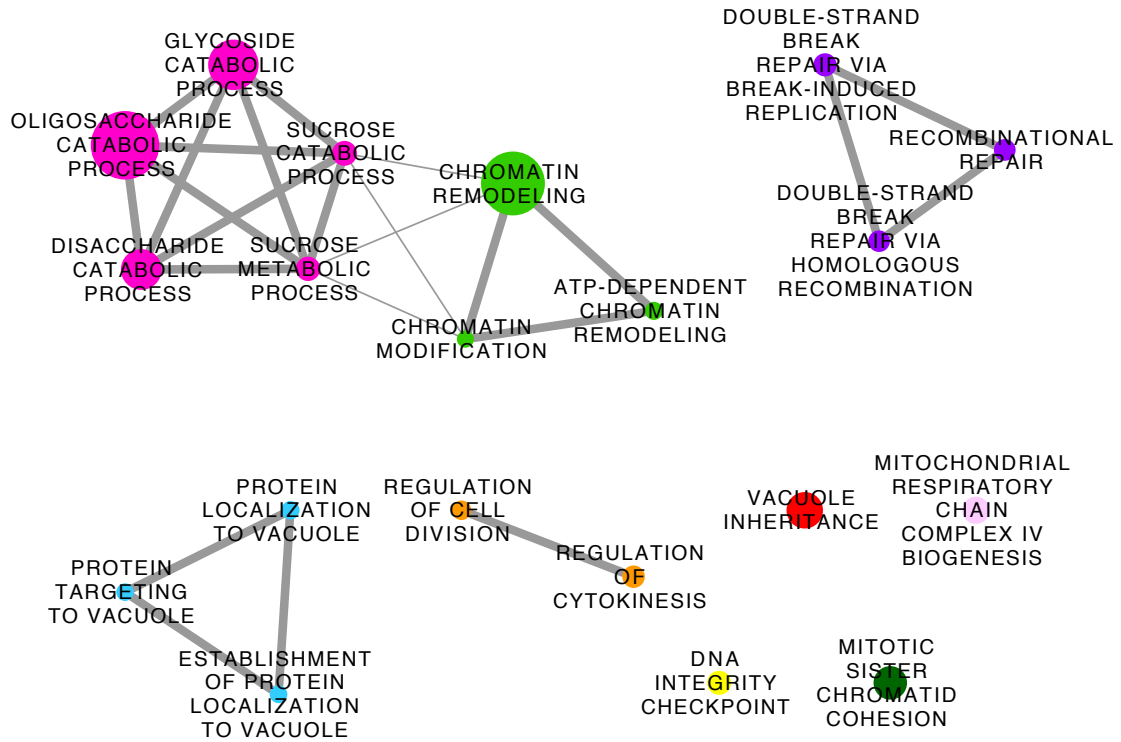 GLYCOSIDE
CATABOLIC
PROCESS
OLIGOSACCHARIDE
CATABOLIC
PROCESS
SUCROSE
CATABOLIC
PROCESS
DISACCHARIDE
CATABOLIC
PROCESS
SUCROSE
METABOLIC
PROCESS
CHROMATIN
REMODELING
CHROMATIN
MODIFICATION
ATP-DEPENDENT
CHROMATIN
REMODELING
DOUBLE-STRAND
BREAK
REPAIR VIA
BREAK-INDUCED
REPLICATION
RECOMBINATIONAL
REPAIR
DOUBLE-STRAND
BREAK
REPAIR VIA
HOMOLOGOUS
RECOMBINATION
PROTEIN
LOCALIZATION
TO VACUOLE
PROTEIN
TARGETING
TO VACUOLE
ESTABLISHMENT
OF PROTEIN
LOCALIZATION
TO VACUOLE
REGULATION
OF CELL
DIVISION
REGULATION
OF
CYTOKINESIS
VACUOLE
INHERITANCE
MITOCHONDRIAL
RESPIRATORY
CHAIN
COMPLEX IV
BIOGENESIS
DNA
INTEGRITY
CHECKPOINT
MITOTIC
SISTER
CHROMATID
COHESION